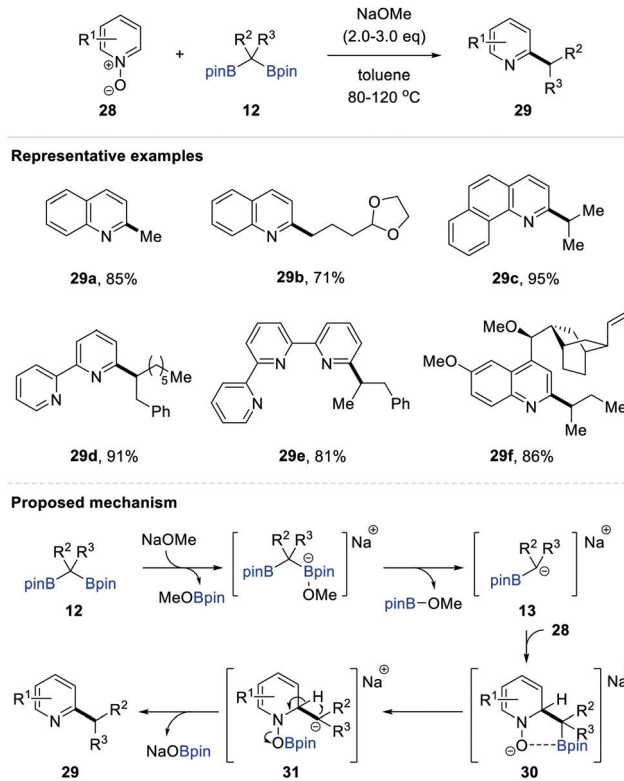 NaOMe
(2.0-3.0 eq)
toluene
80-120 °C
R1
N
⊕
O
⊖
28
+
R2 R3
pinB Bpin
12
R1
N
R2
R3
29
Representative examples
N Me
29a, 85%
N
O
O
29b, 71%
N
Me
Me
29c, 95%
N
N
( )5Me
Ph
29d, 91%
N
N
N
Me
Ph
29e, 81%
MeO
MeO
N
N
Me
Me
29f, 86%
Proposed mechanism
R2 R3
pinB Bpin
12
NaOMe
MeOBpin
R2 R3
⊖
pinB Bpin
OMe
Na⊕
pinB–OMe
R2 R3
pinB ⊖
Na⊕
13
28
R1
H
N
R2
R3
⊖O Bpin
Na
30
R1
H
N
R2
⊖
R3
OBpin
Na⊕
31
NaOBpin
R1
N
R2
R3
29